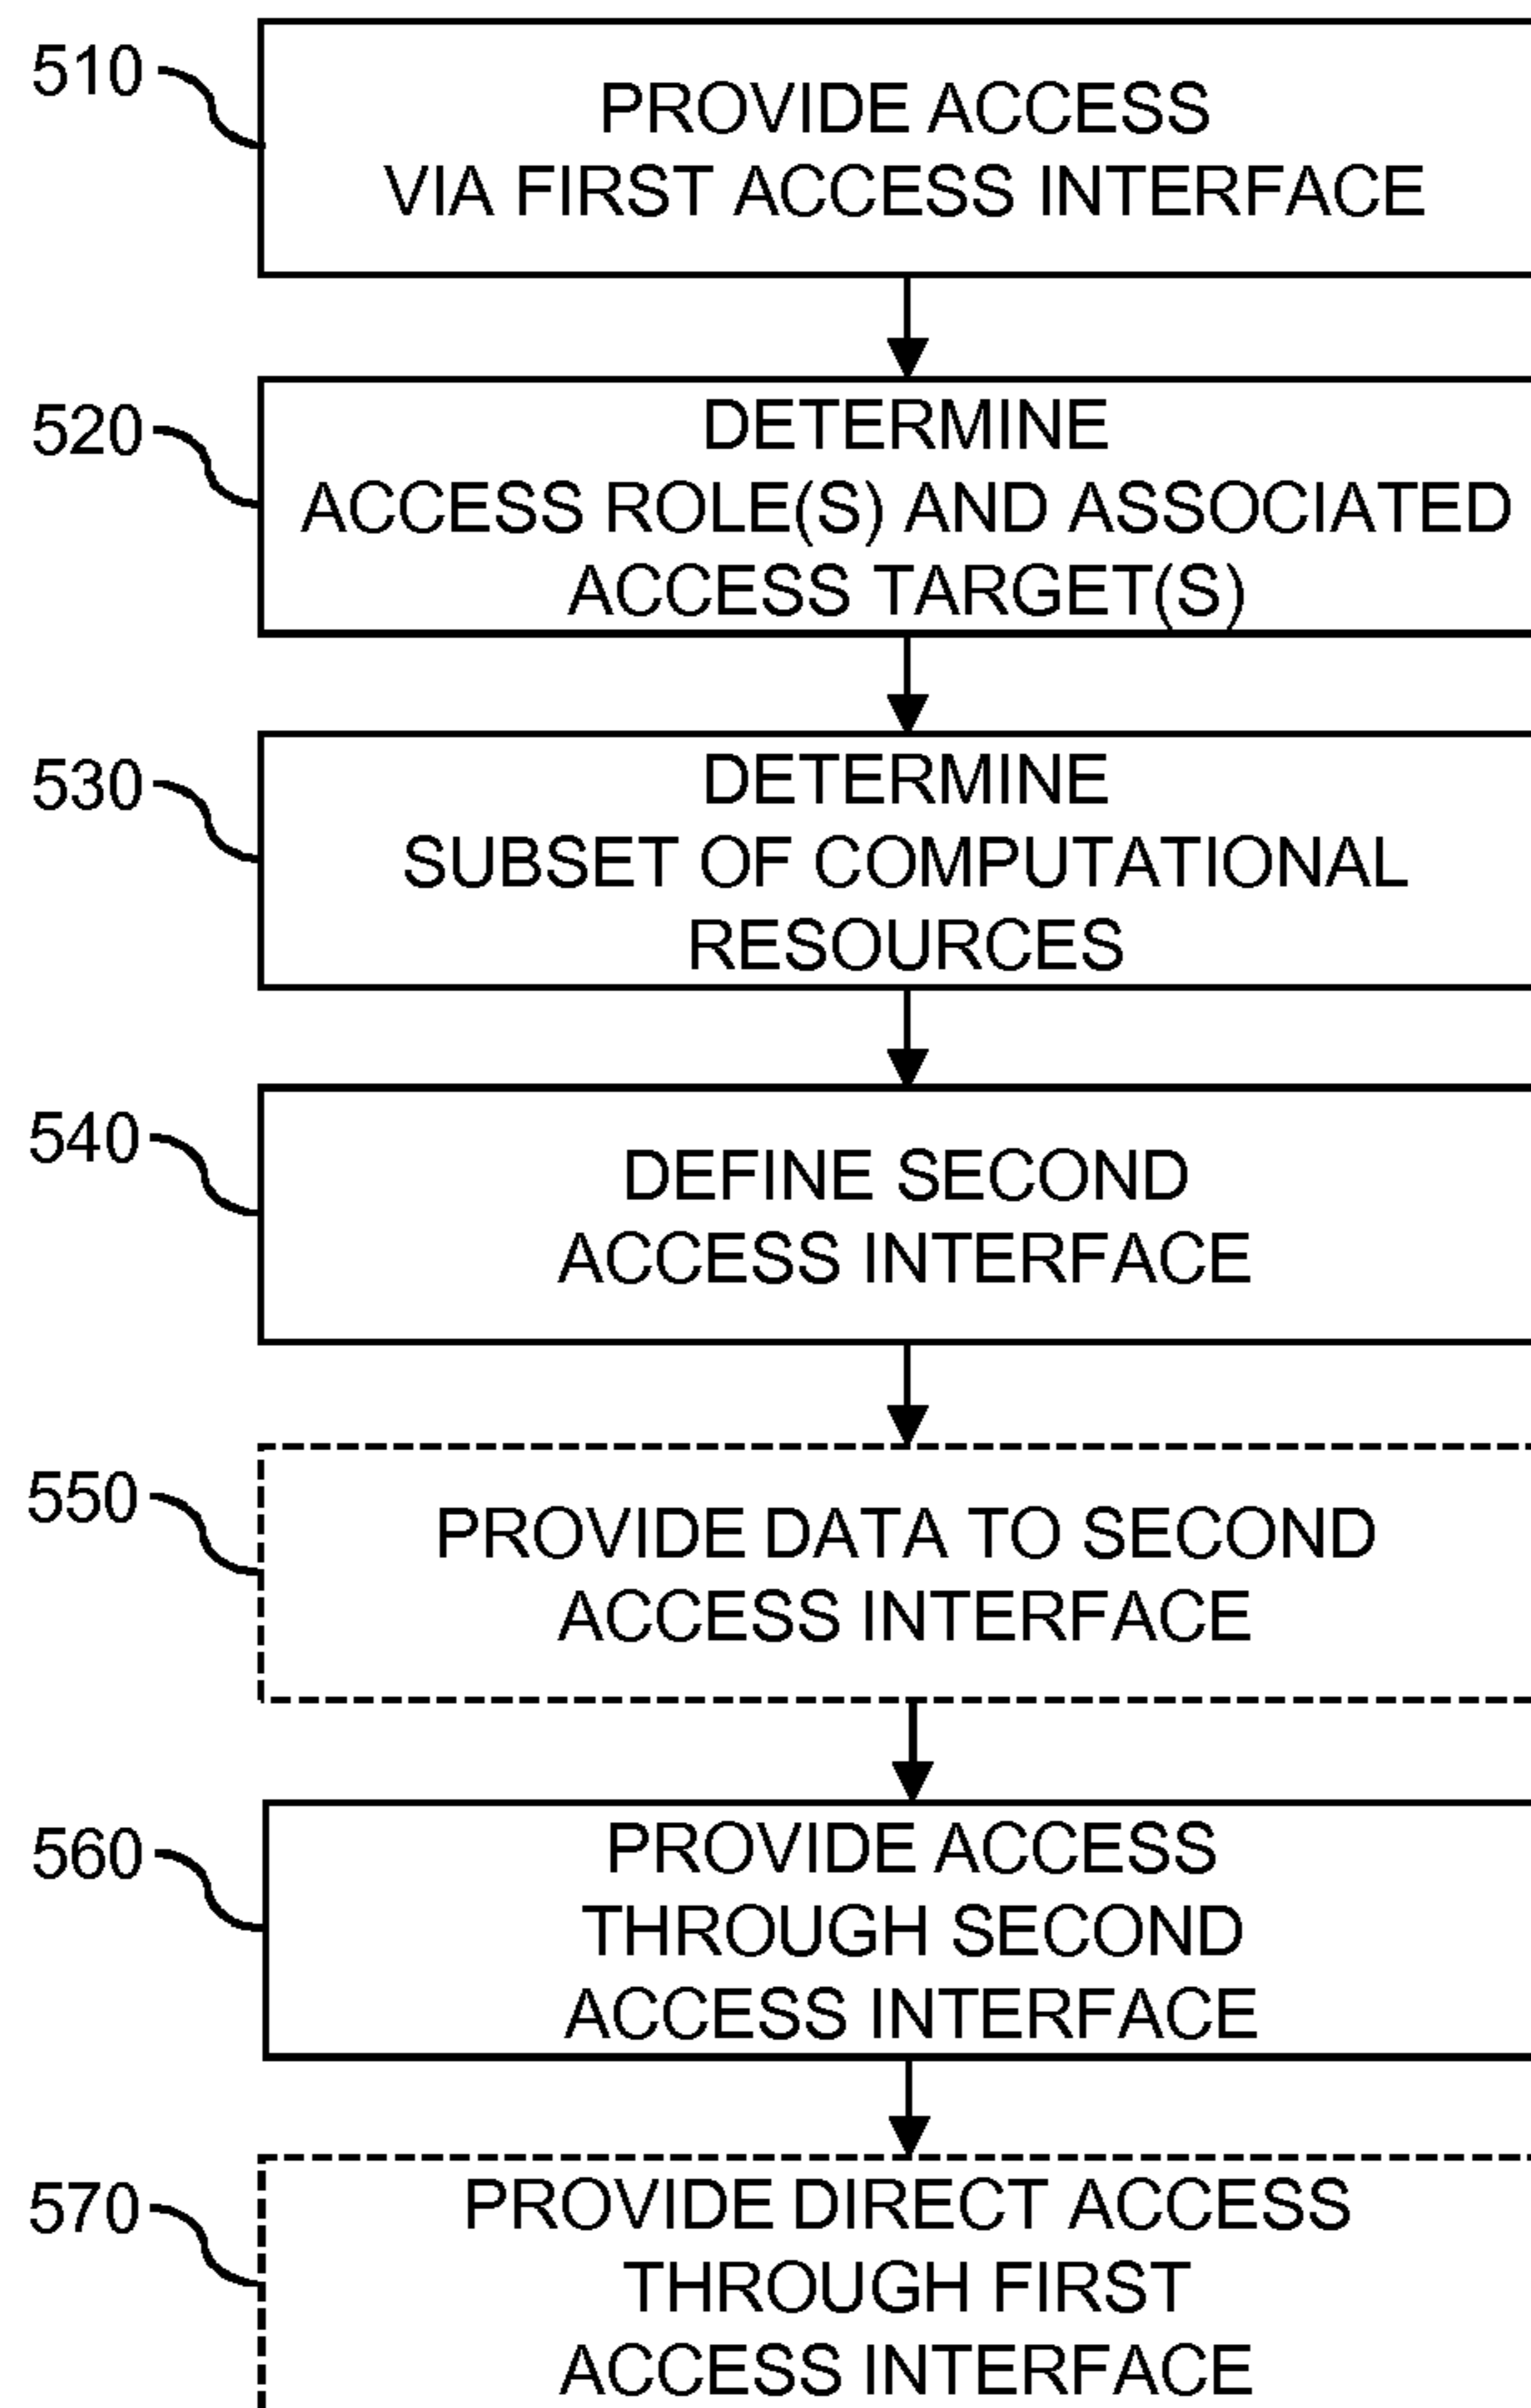 510
PROVIDE ACCESS
VIA FIRST ACCESS INTERFACE
520
DETERMINE
ACCESS ROLE(S) AND ASSOCIATED
ACCESS TARGET(S)
530
DETERMINE
SUBSET OF COMPUTATIONAL
RESOURCES
540
DEFINE SECOND
ACCESS INTERFACE
550
PROVIDE DATA TO SECOND
ACCESS INTERFACE
560
PROVIDE ACCESS
THROUGH SECOND
ACCESS INTERFACE
570
PROVIDE DIRECT ACCESS
THROUGH FIRST
ACCESS INTERFACE